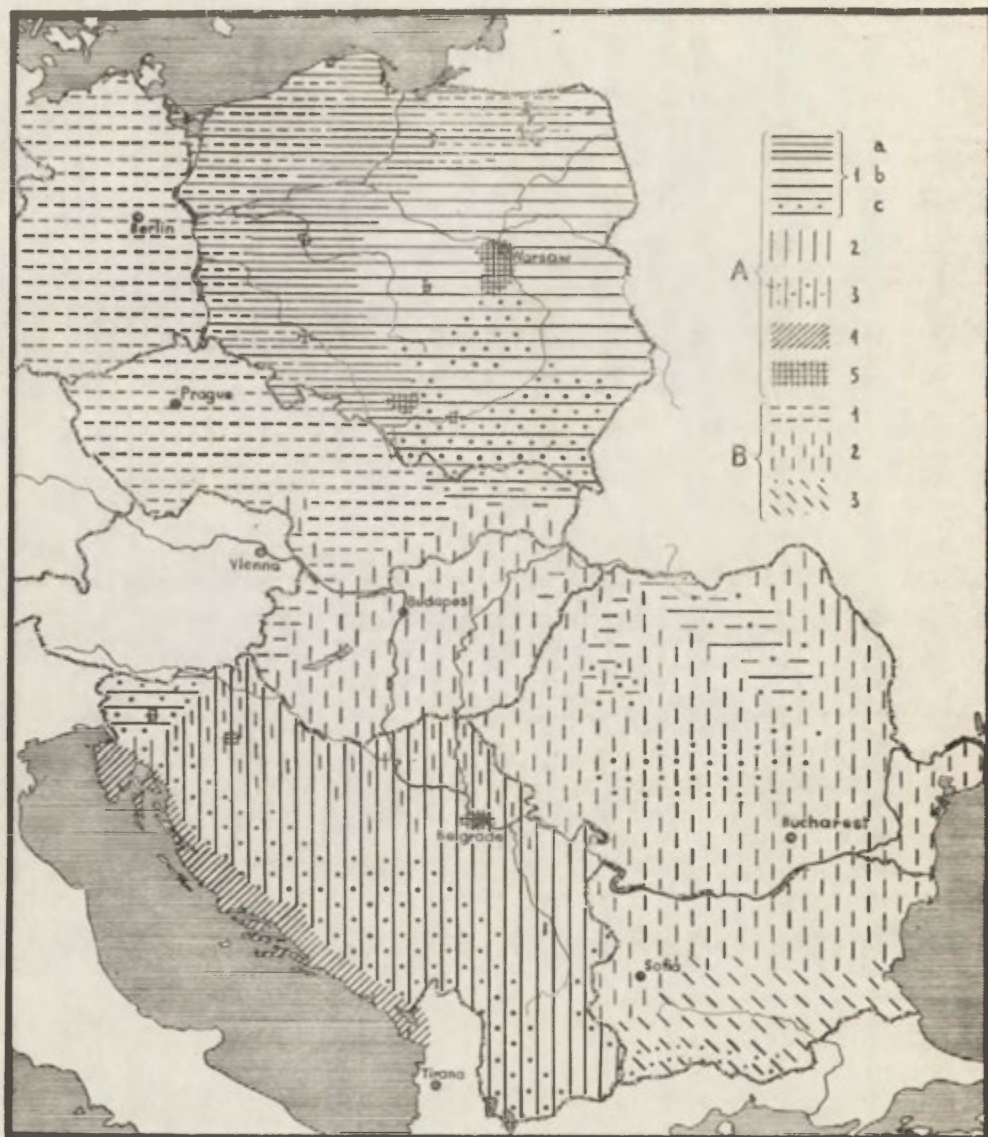 a
1 b
c
2
A
3
4
5
1
B
2
3
Berlin
Warsaw
Prague
Vienna
Budapest
Belgrade
Bucharest
Sofia
Tirana